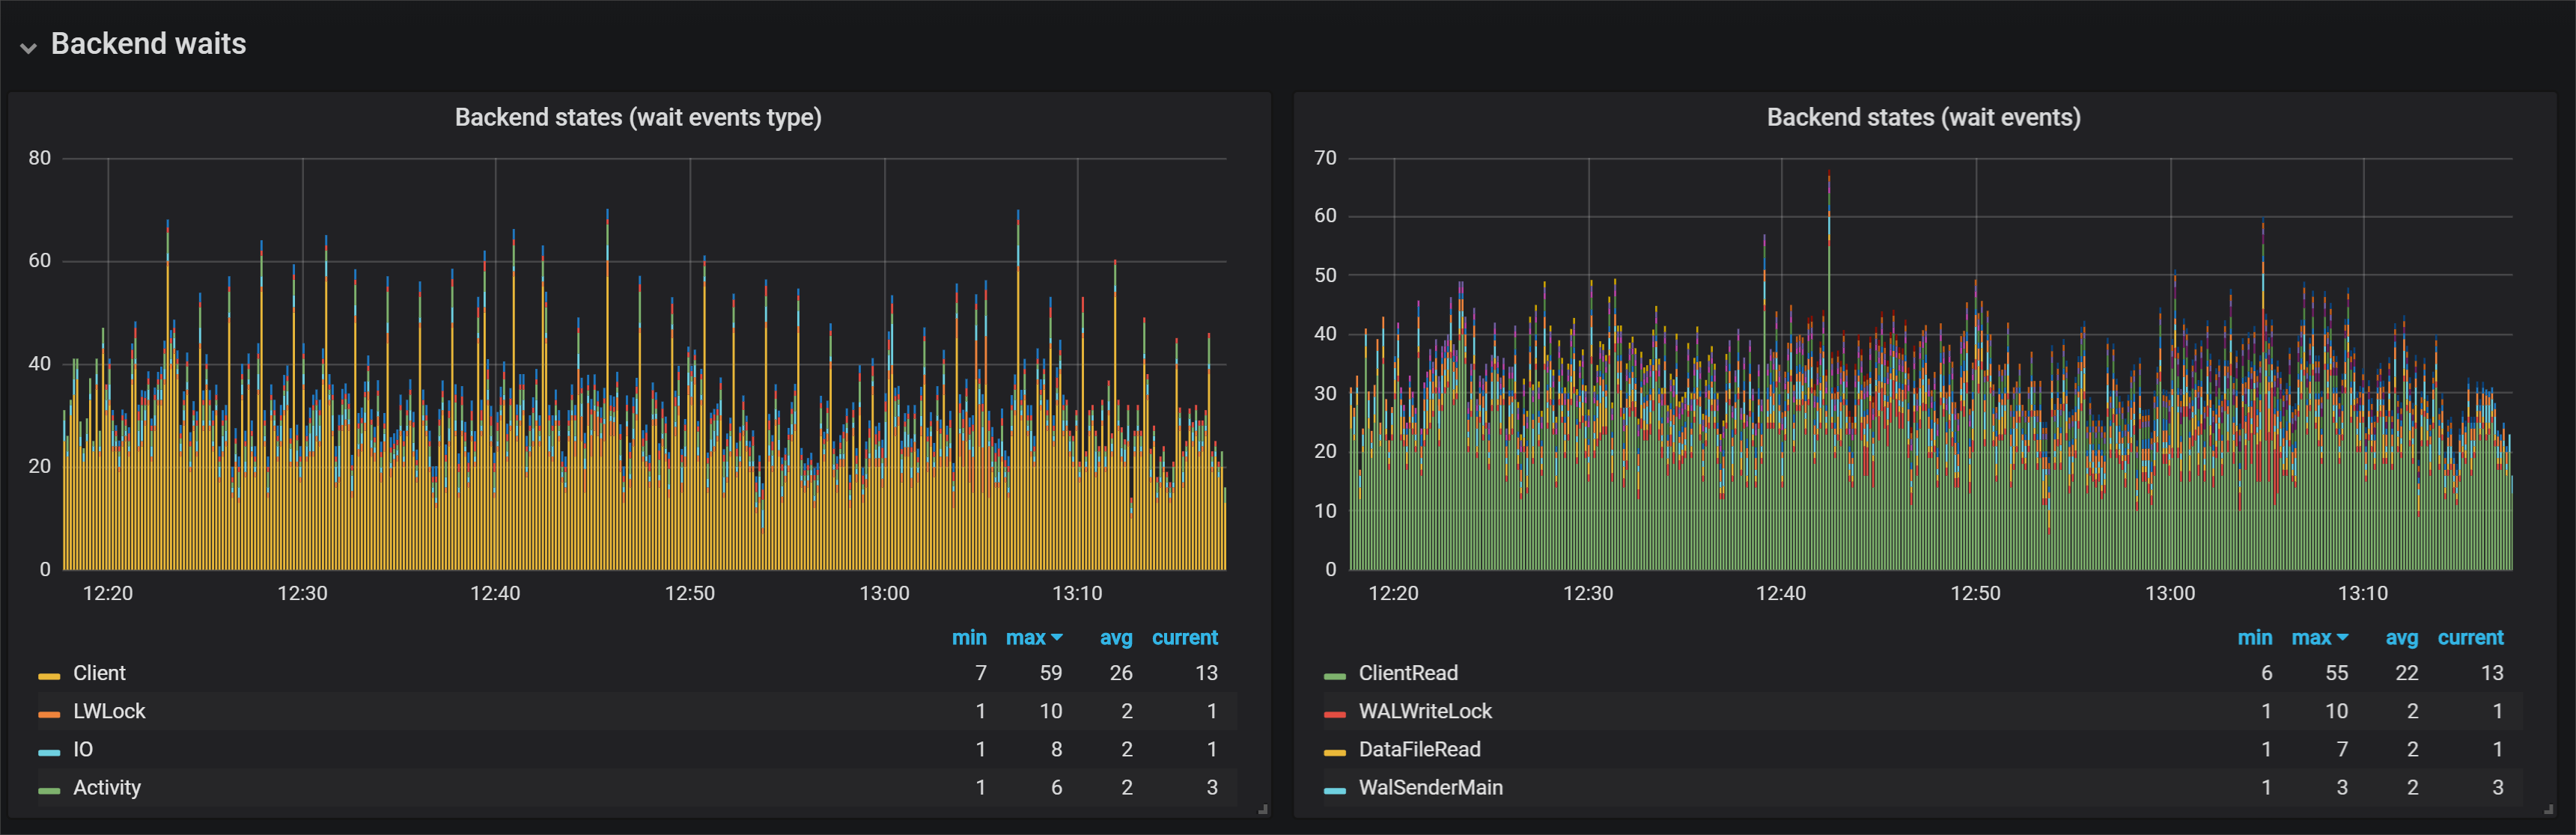 Backend waits
Backend states (wait events type)
80
60
40
20
0
12:20 12:30 12:40 12:50 13:00 13:10
min max avg current
Client 7 59 26 13
LWLock 1 10 2 1
IO 1 8 2 1
Activity 1 6 2 3
Backend states (wait events)
70
60
50
40
30
20
10
0
12:20 12:30 12:40 12:50 13:00 13:10
min max avg current
ClientRead 6 55 22 13
WALWriteLock 1 10 2 1
DataFileRead 1 7 2 1
WalSenderMain 1 3 2 3